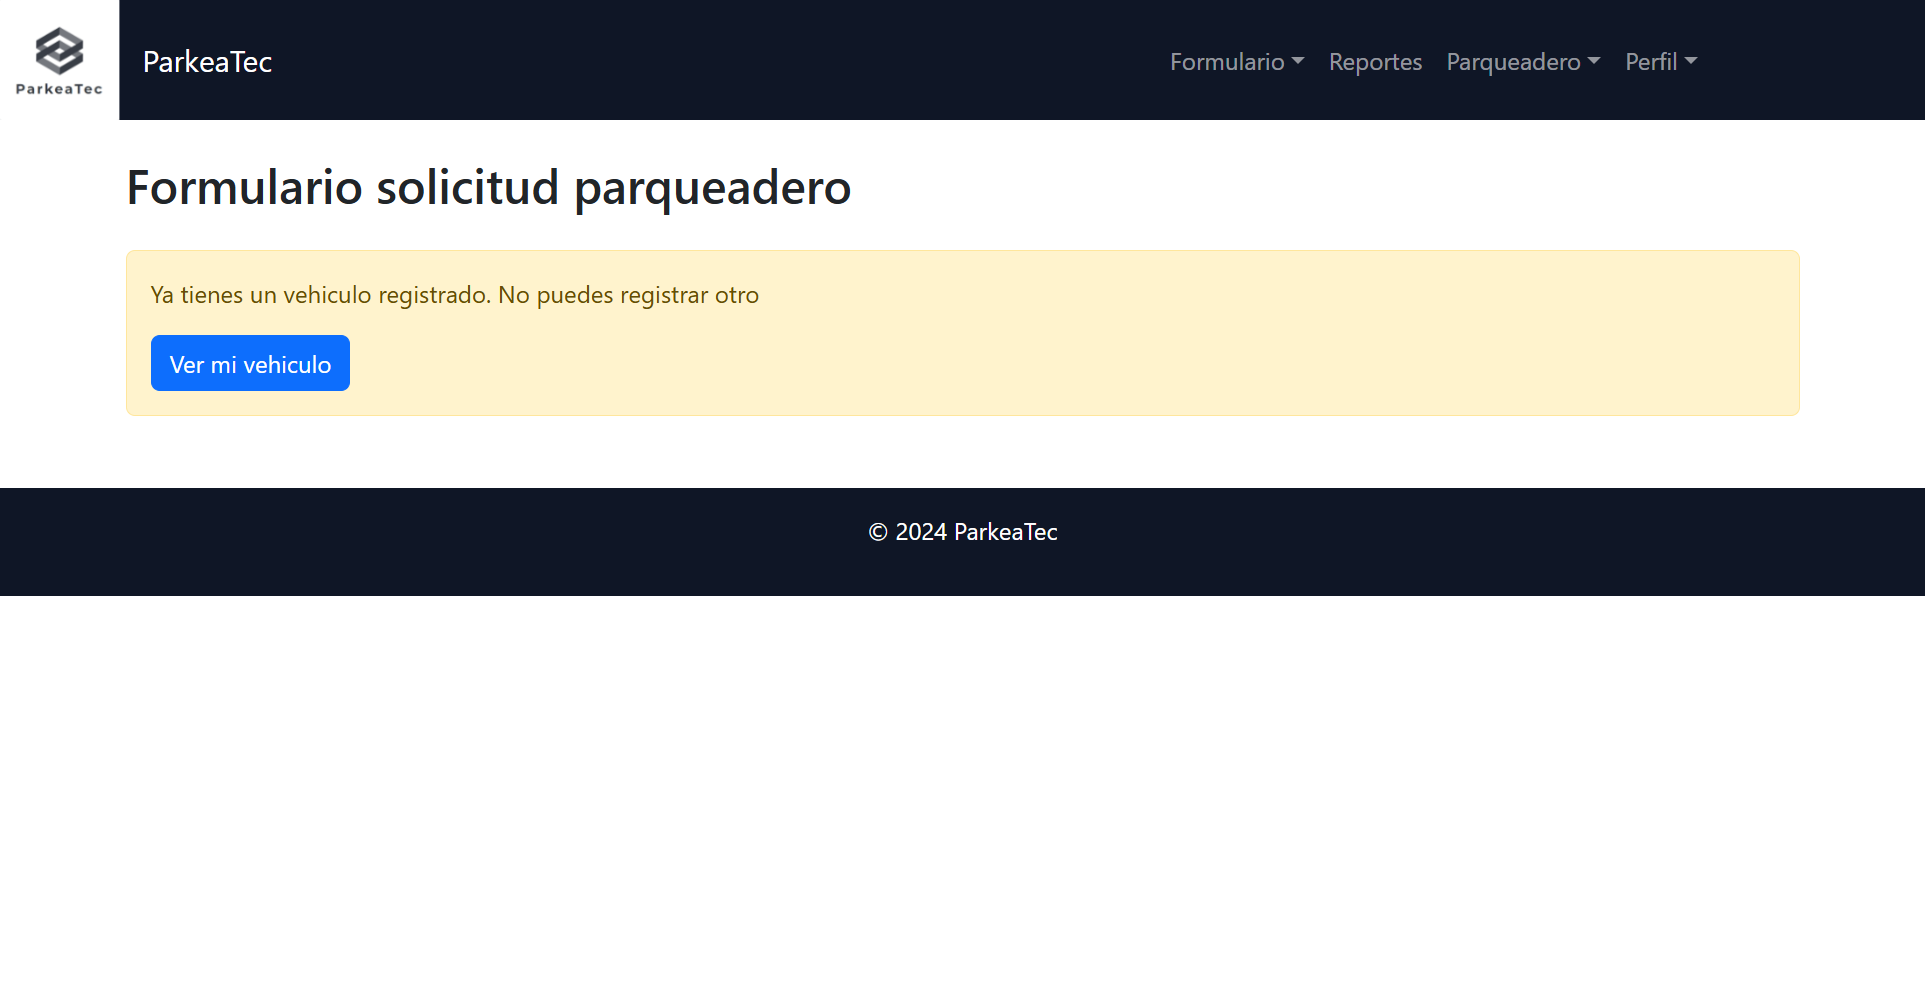 ParkeaTec
ParkeaTec
Formulario
Reportes
Parqueadero
Perfil
Formulario solicitud parqueadero
Ya tienes un vehiculo registrado. No puedes registrar otro
Ver mi vehiculo
© 2024 ParkeaTec